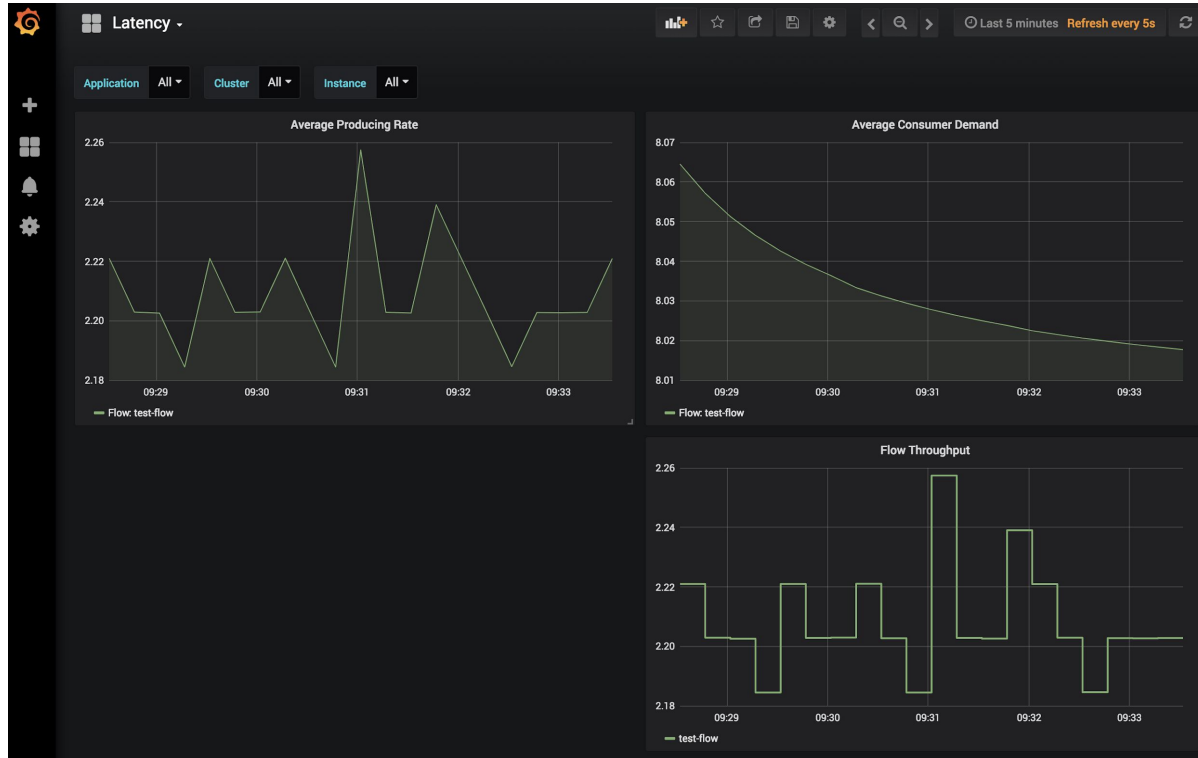 Latency
Last 5 minutes Refresh every 5s
Application All Cluster All Instance All
Average Producing Rate
2.26
2.24
2.22
2.20
2.18
09:29 09:30 09:31 09:32 09:33
Flow: test-flow
Average Consumer Demand
8.07
8.06
8.05
8.04
8.03
8.02
8.01
09:29 09:30 09:31 09:32 09:33
Flow: test-flow
Flow Throughput
2.26
2.24
2.22
2.20
2.18
09:29 09:30 09:31 09:32 09:33
test-flow